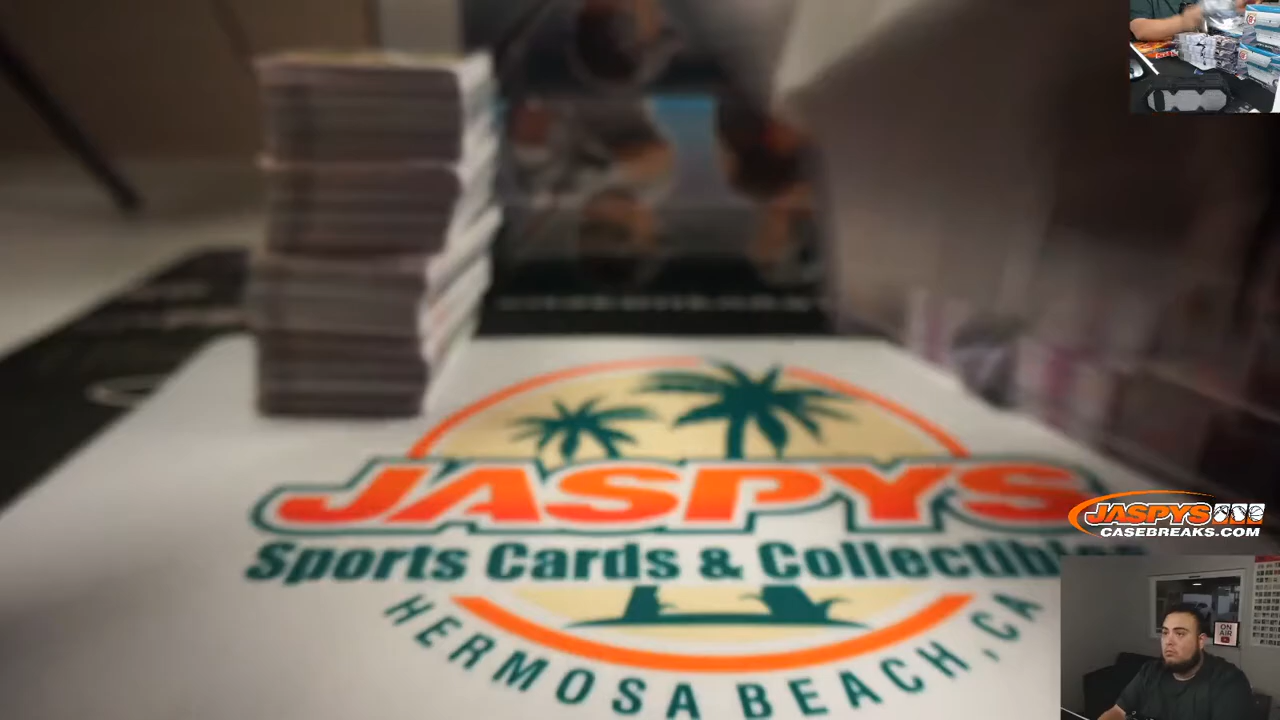 JASPYS
Sports Cards & Collectibles
HERMOSA BEACH, CA
JASPYS
CASEBREAKS.COM
ON
AIR